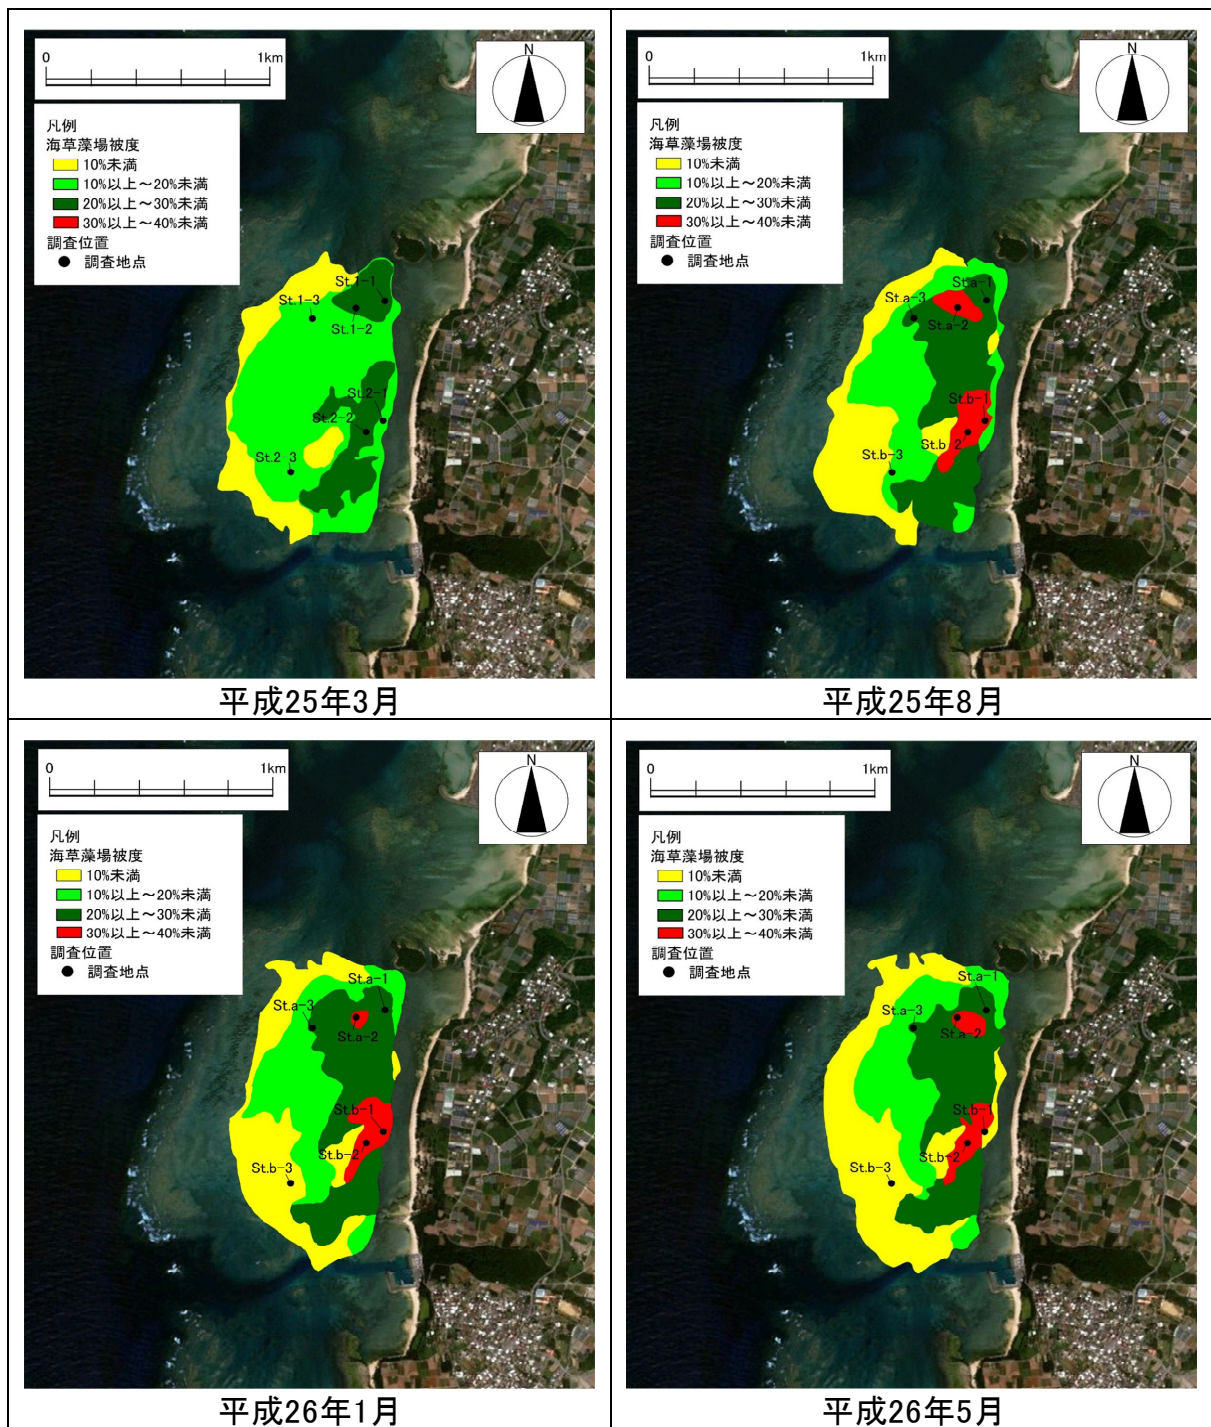 0 1km
N
凡例
海草藻場被度
10%未満
10%以上～20%未満
20%以上～30%未満
30%以上～40%未満
調査位置
調査地点
St.1-1
St.1-3
St.1-2
St.2-1
St.2-2
St.2-3
平成25年3月
0 1km
N
凡例
海草藻場被度
10%未満
10%以上～20%未満
20%以上～30%未満
30%以上～40%未満
調査位置
調査地点
St.a-1
St.a-3
St.a-2
St.b-1
St.b-2
St.b-3
平成25年8月
0 1km
N
凡例
海草藻場被度
10%未満
10%以上～20%未満
20%以上～30%未満
30%以上～40%未満
調査位置
調査地点
St.a-1
St.a-3
St.a-2
St.b-1
St.b-2
St.b-3
平成26年1月
0 1km
N
凡例
海草藻場被度
10%未満
10%以上～20%未満
20%以上～30%未満
30%以上～40%未満
調査位置
調査地点
St.a-1
St.a-3
St.a-2
St.b-1
St.b-2
St.b-3
平成26年5月